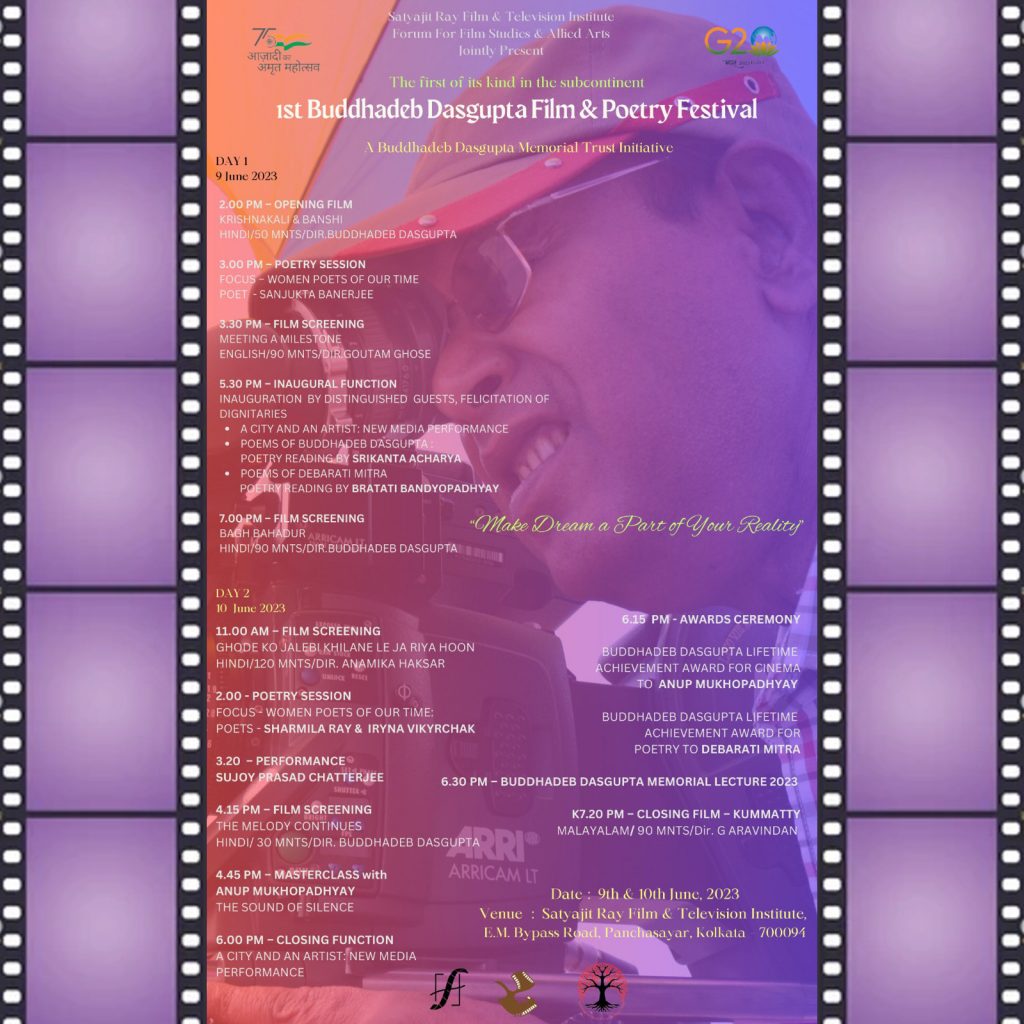 Satyajit Ray Film & Television Institute
Forum For Film Studies & Allied Arts
Jointly Present
75
आज़ादी का
अमृत महोत्सव
G20
The first of its kind in the subcontinent
1st Buddhadeb Dasgupta Film & Poetry Festival
A Buddhadeb Dasgupta Memorial Trust Initiative
DAY 1
9 June 2023
2.00 PM – OPENING FILM
KRISHNAKALI & BANSHI
HINDI/50 MNTS/DIR.BUDDHADEB DASGUPTA
3.00 PM – POETRY SESSION
FOCUS – WOMEN POETS OF OUR TIME
POET - SANJUKTA BANERJEE
3.30 PM – FILM SCREENING
MEETING A MILESTONE
ENGLISH/90 MNTS/DIR.GOUTAM GHOSE
5.30 PM – INAUGURAL FUNCTION
INAUGURATION BY DISTINGUISHED GUESTS, FELICITATION OF
DIGNITARIES
• A CITY AND AN ARTIST: NEW MEDIA PERFORMANCE
• POEMS OF BUDDHADEB DASGUPTA :
POETRY READING BY SRIKANTA ACHARYA
• POEMS OF DEBARATI MITRA
POETRY READING BY BRATATI BANDYOPADHYAY
7.00 PM – FILM SCREENING
BAGH BAHADUR
HINDI/90 MNTS/DIR.BUDDHADEB DASGUPTA
ARRICAM LT
"Make Dream a Part of Your Reality"
DAY 2
10 June 2023
11.00 AM – FILM SCREENING
GHODE KO JALEBI KHILANE LE JA RIYA HOON
HINDI/120 MNTS/DIR. ANAMIKA HAKSAR
2.00 - POETRY SESSION
FOCUS - WOMEN POETS OF OUR TIME:
POETS - SHARMILA RAY & IRYNA VIKYRCHAK
3.20 – PERFORMANCE
SUJOY PRASAD CHATTERJEE
4.15 PM – FILM SCREENING
THE MELODY CONTINUES
HINDI/ 30 MNTS/DIR. BUDDHADEB DASGUPTA
4.45 PM – MASTERCLASS with
ANUP MUKHOPADHYAY
THE SOUND OF SILENCE
6.00 PM – CLOSING FUNCTION
A CITY AND AN ARTIST: NEW MEDIA
PERFORMANCE
6.15 PM - AWARDS CEREMONY
BUDDHADEB DASGUPTA LIFETIME
ACHIEVEMENT AWARD FOR CINEMA
TO ANUP MUKHOPADHYAY
BUDDHADEB DASGUPTA LIFETIME
ACHIEVEMENT AWARD FOR
POETRY TO DEBARATI MITRA
6.30 PM – BUDDHADEB DASGUPTA MEMORIAL LECTURE 2023
K7.20 PM – CLOSING FILM – KUMMATTY
MALAYALAM/ 90 MNTS/Dir. G ARAVINDAN
ARRI
ARRICAM LT
Date : 9th & 10th June, 2023
Venue : Satyajit Ray Film & Television Institute,
E.M. Bypass Road, Panchasayar, Kolkata 700094